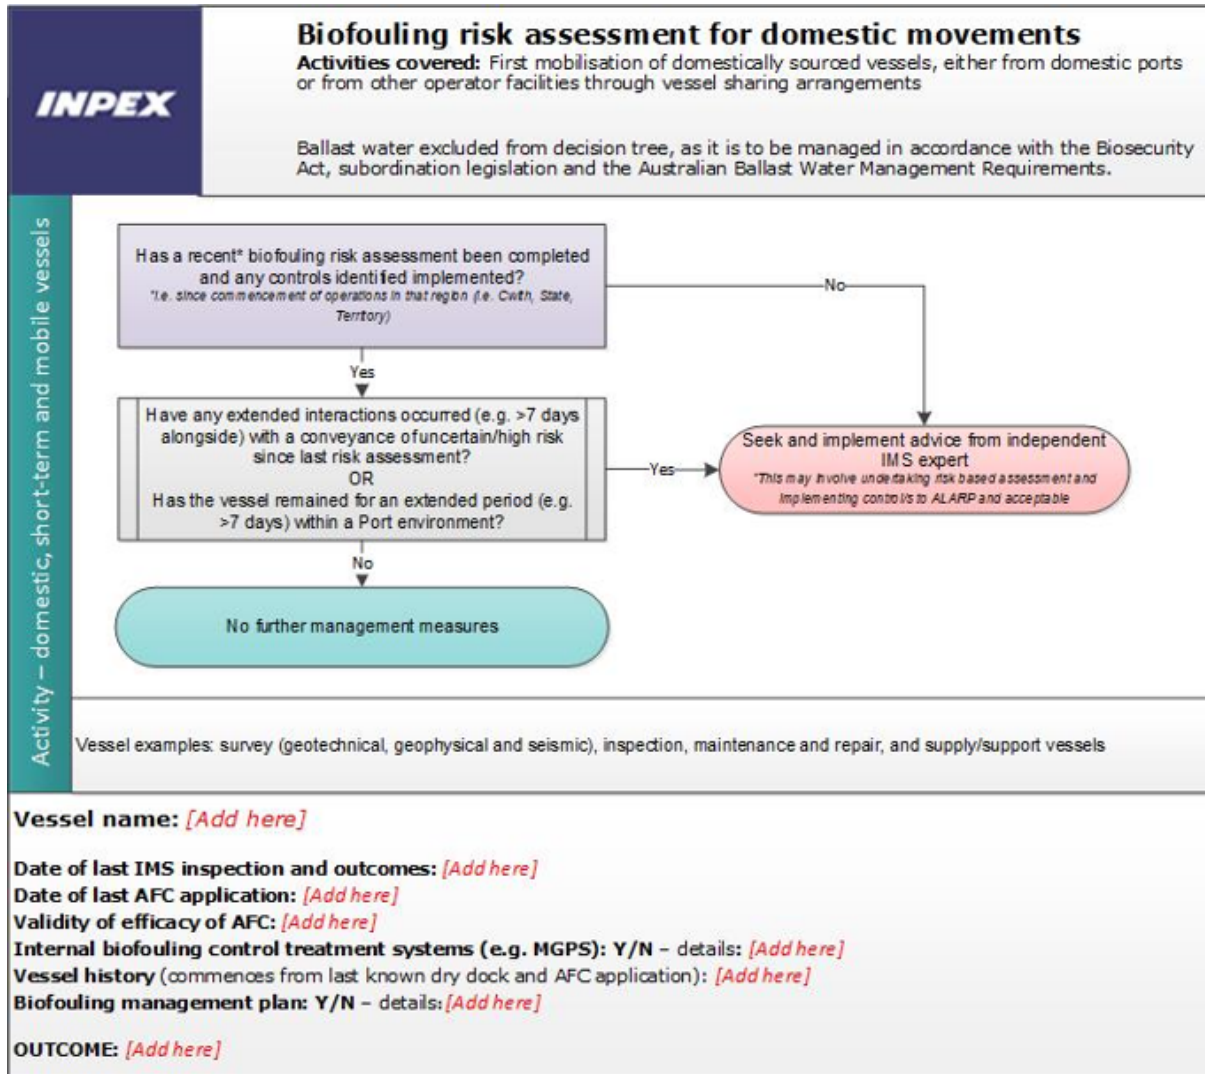 INPEX
Biofouling risk assessment for domestic movements
Activities covered: First mobilisation of domestically sourced vessels, either from domestic ports
or from other operator facilities through vessel sharing arrangements
Ballast water excluded from decision tree, as it is to be managed in accordance with the Biosecurity
Act, subordination legislation and the Australian Ballast Water Management Requirements.
Activity – domestic, short-term and mobile vessels
Has a recent* biofouling risk assessment been completed
and any controls identified implemented?
*i.e. since commencement of operations in that region (i.e. Cwth, State,
Territory)
No
Yes
Have any extended interactions occurred (e.g. >7 days
alongside) with a conveyance of uncertain/high risk
since last risk assessment?
OR
Has the vessel remained for an extended period (e.g.
>7 days) within a Port environment?
Yes
Seek and implement advice from independent
IMS expert
*This may involve undertaking risk based assessment and
implementing control/s to ALARP and acceptable
No
No further management measures
Vessel examples: survey (geotechnical, geophysical and seismic), inspection, maintenance and repair, and supply/support vessels
Vessel name: [Add here]
Date of last IMS inspection and outcomes: [Add here]
Date of last AFC application: [Add here]
Validity of efficacy of AFC: [Add here]
Internal biofouling control treatment systems (e.g. MGPS): Y/N – details: [Add here]
Vessel history (commences from last known dry dock and AFC application): [Add here]
Biofouling management plan: Y/N – details: [Add here]
OUTCOME: [Add here]